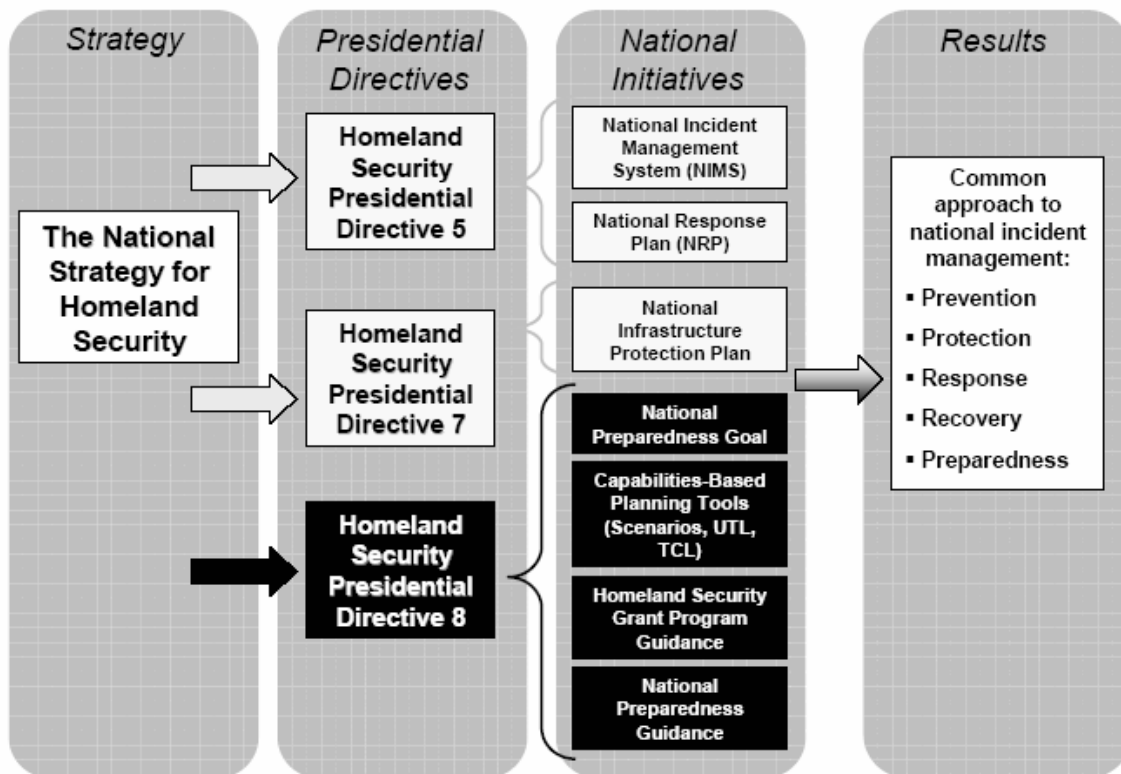 Strategy
The National
Strategy for
Homeland
Security
Presidential
Directives
Homeland
Security
Presidential
Directive 5
Homeland
Security
Presidential
Directive 7
Homeland
Security
Presidential
Directive 8
National
Initiatives
National Incident
Management
System (NIMS)
National Response
Plan (NRP)
National
Infrastructure
Protection Plan
National
Preparedness Goal
Capabilities-Based
Planning Tools
(Scenarios, UTL,
TCL)
Homeland Security
Grant Program
Guidance
National
Preparedness
Guidance
Results
Common
approach to
national incident
management:
▪ Prevention
▪ Protection
▪ Response
▪ Recovery
▪ Preparedness